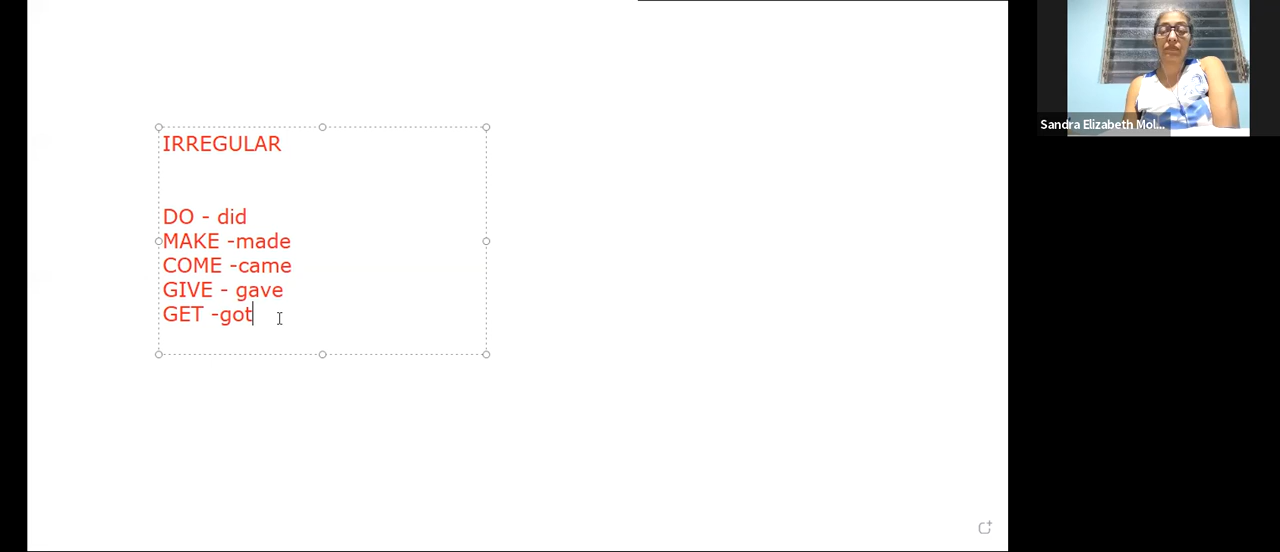 IRREGULAR
DO - did
MAKE -made
COME -came
GIVE - gave
GET -got
Sandra Elizabeth Mol...